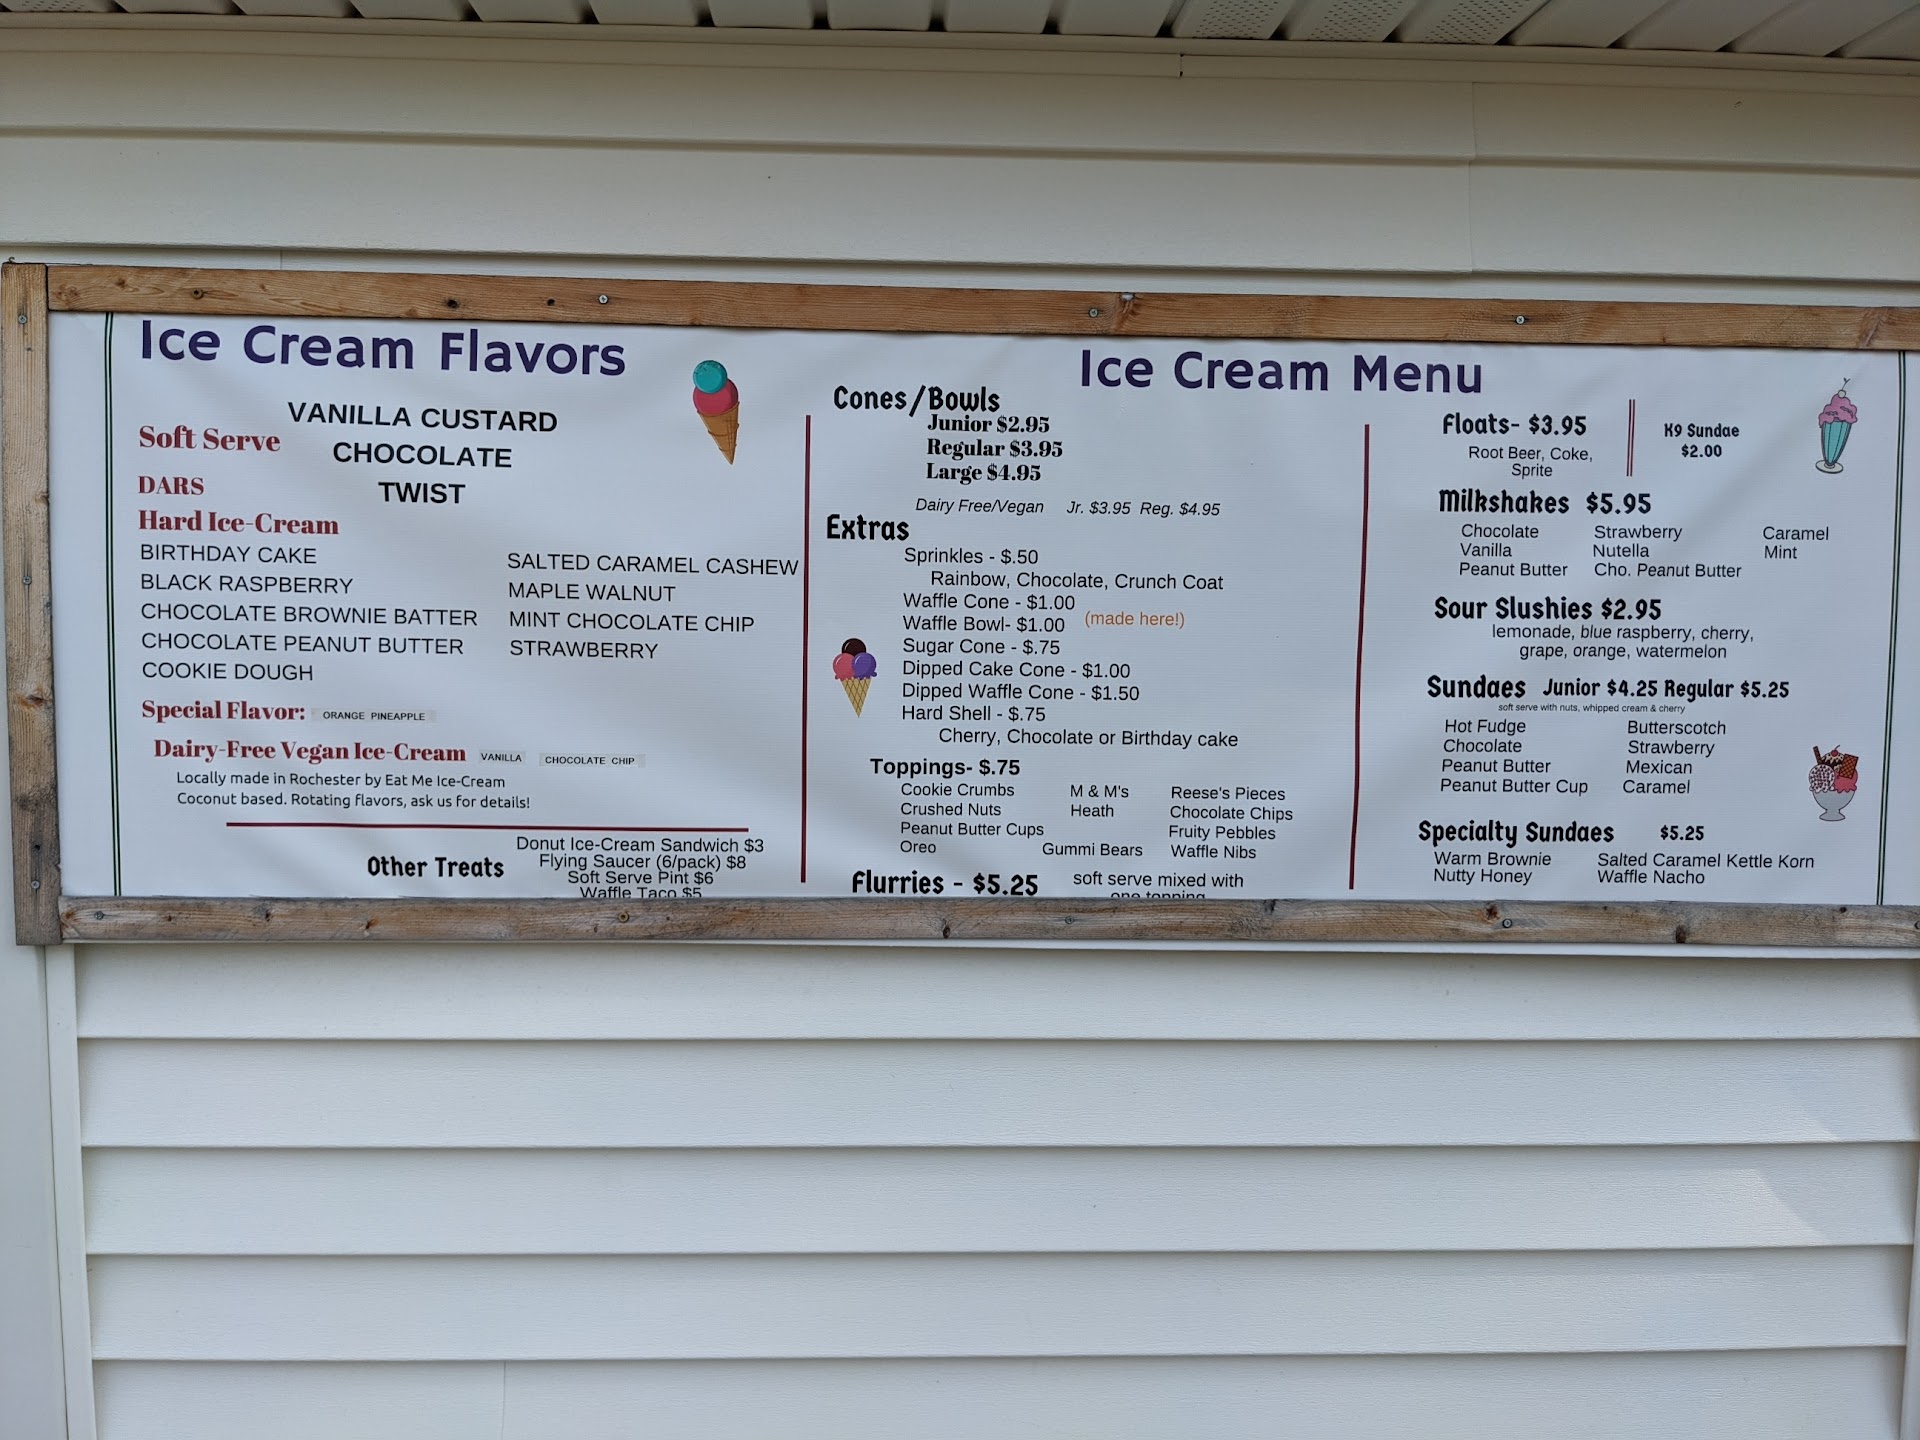 Ice Cream Flavors
VANILLA CUSTARD
Soft Serve
CHOCOLATE
TWIST
DARS
Hard Ice-Cream
BIRTHDAY CAKE
BLACK RASPBERRY
CHOCOLATE BROWNIE BATTER
CHOCOLATE PEANUT BUTTER
COOKIE DOUGH
SALTED CARAMEL CASHEW
MAPLE WALNUT
MINT CHOCOLATE CHIP
STRAWBERRY
Special Flavor: ORANGE PINEAPPLE
Dairy-Free Vegan Ice-Cream VANILLA CHOCOLATE CHIP
Locally made in Rochester by Eat Me Ice-Cream
Coconut based. Rotating flavors, ask us for details!
Other Treats
Donut Ice-Cream Sandwich $3
Flying Saucer (6/pack) $8
Soft Serve Pint $6
Waffle Taco $5
Ice Cream Menu
Cones/Bowls
Junior $2.95
Regular $3.95
Large $4.95
Dairy Free/Vegan Jr. $3.95 Reg. $4.95
Extras
Sprinkles - $.50
Rainbow, Chocolate, Crunch Coat
Waffle Cone - $1.00
Waffle Bowl- $1.00 (made here!)
Sugar Cone - $.75
Dipped Cake Cone - $1.00
Dipped Waffle Cone - $1.50
Hard Shell - $.75
Cherry, Chocolate or Birthday cake
Toppings- $.75
Cookie Crumbs M & M's Reese's Pieces
Crushed Nuts Heath Chocolate Chips
Peanut Butter Cups Fruity Pebbles
Oreo Gummi Bears Waffle Nibs
Flurries - $5.25 soft serve mixed with
one topping
Floats- $3.95
Root Beer, Coke,
Sprite
K9 Sundae
$2.00
Milkshakes $5.95
Chocolate Strawberry Caramel
Vanilla Nutella Mint
Peanut Butter Cho. Peanut Butter
Sour Slushies $2.95
lemonade, blue raspberry, cherry,
grape, orange, watermelon
Sundaes Junior $4.25 Regular $5.25
soft serve with nuts, whipped cream & cherry
Hot Fudge Butterscotch
Chocolate Strawberry
Peanut Butter Mexican
Peanut Butter Cup Caramel
Specialty Sundaes $5.25
Warm Brownie Salted Caramel Kettle Korn
Nutty Honey Waffle Nacho